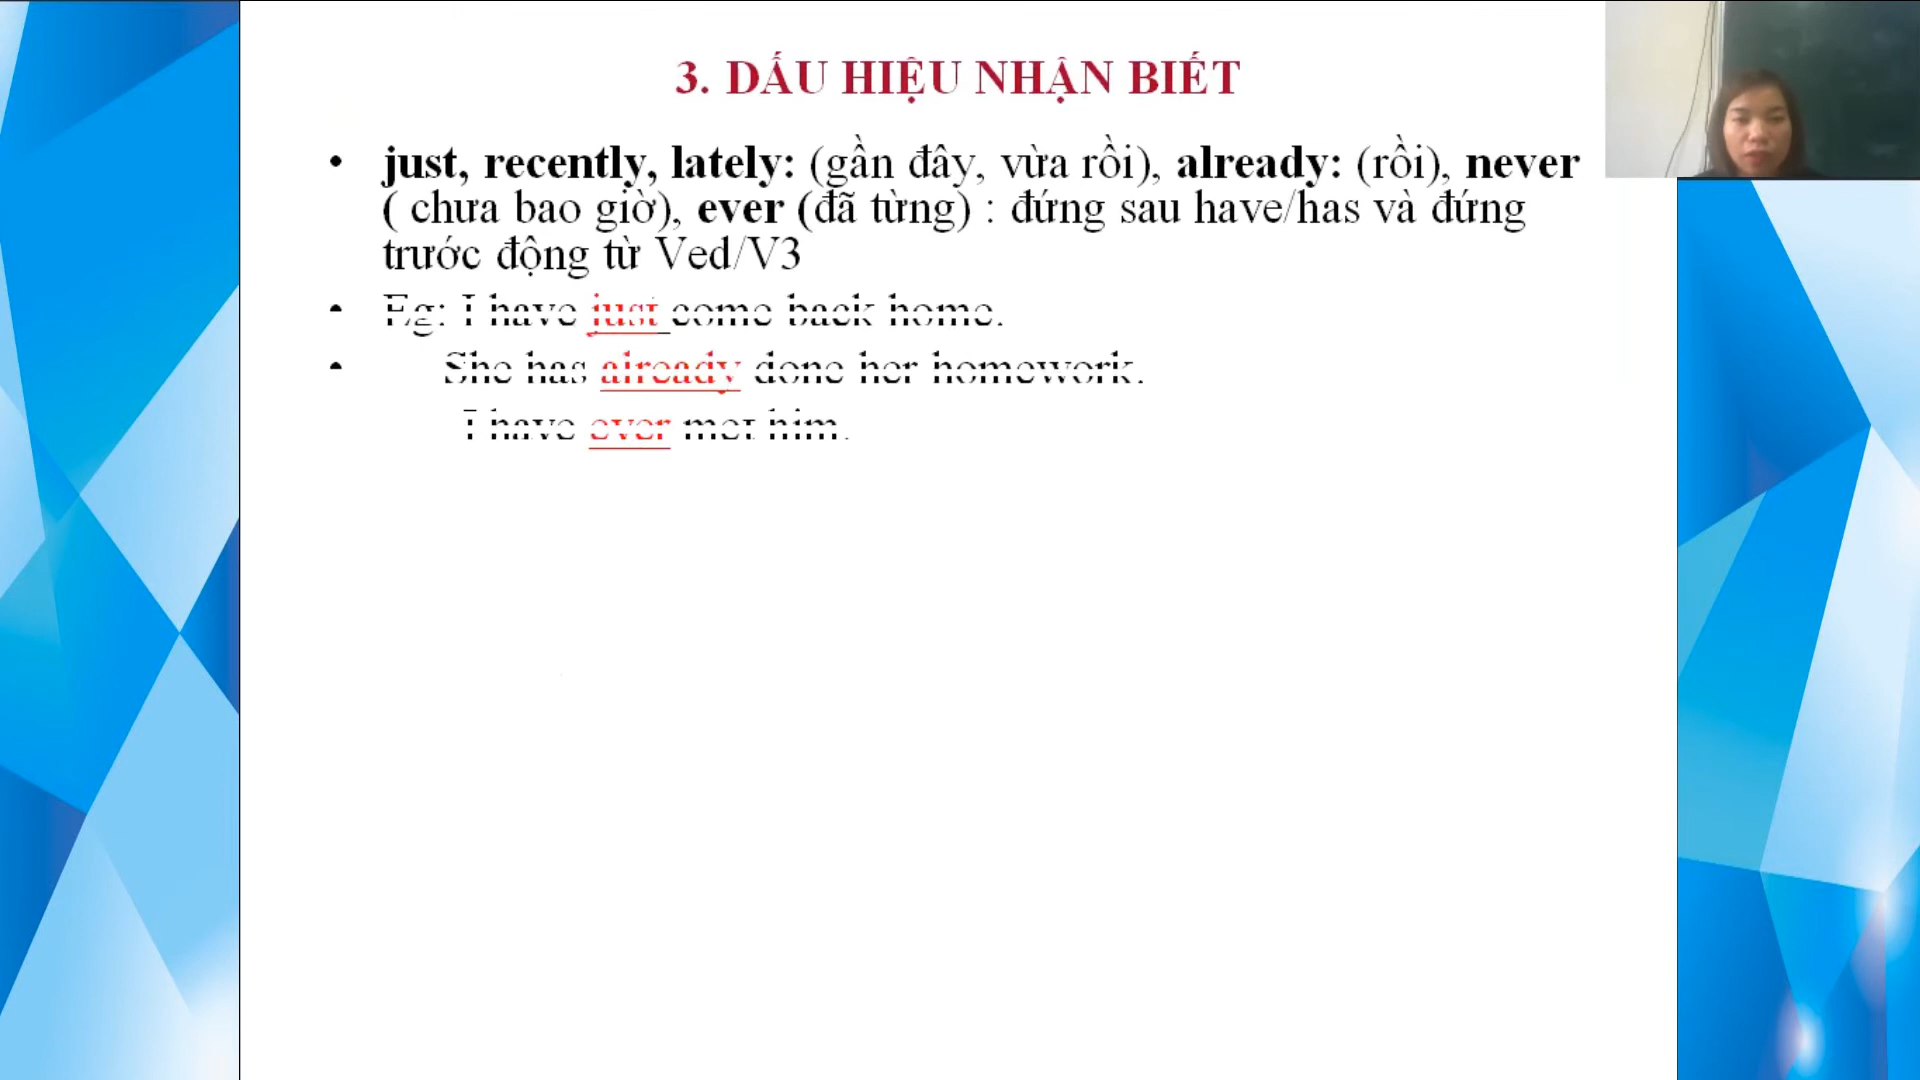 3. DẤU HIỆU NHẬN BIẾT
• just, recently, lately: (gần đây, vừa rồi), already: (rồi), never
( chưa bao giờ), ever (đã từng) : đứng sau have/has và đứng
trước động từ Ved/V3
• Eg: I have just come back home.
• She has already done her homework.
I have ever met him.